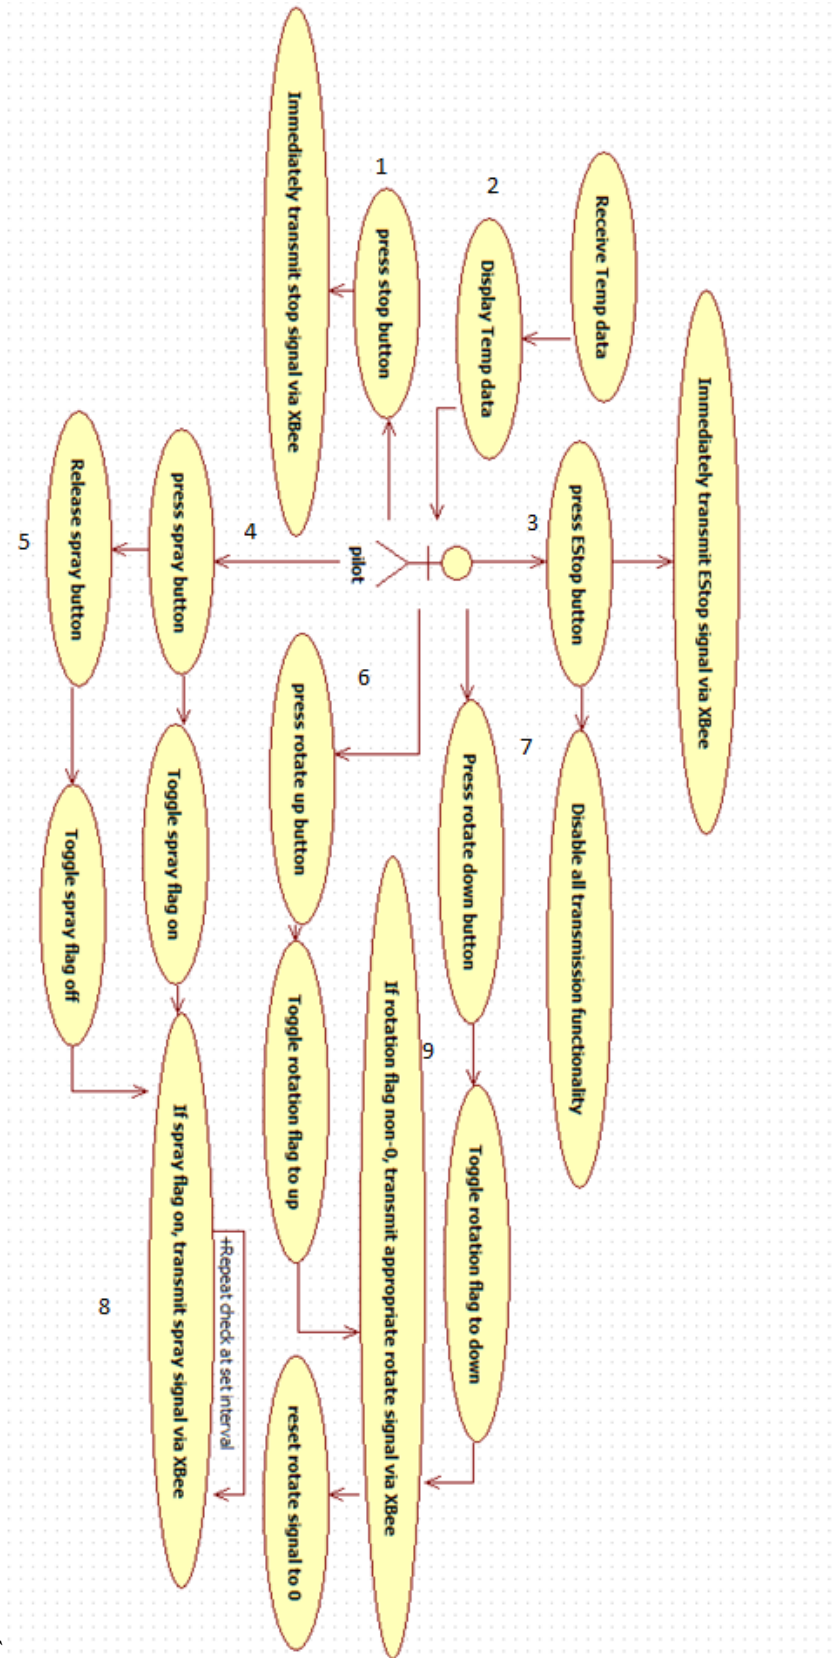 1
2
3
4
5
6
7
8
9
Receive Temp data
Display Temp data
press stop button
Immediately transmit stop signal via XBee
Immediately transmit EStop signal via XBee
press EStop button
Disable all transmission functionality
pilot
press spray button
Release spray button
Toggle spray flag on
Toggle spray flag off
If spray flag on, transmit spray signal via XBee
+Repeat check at set interval
press rotate up button
Toggle rotation flag to up
Press rotate down button
Toggle rotation flag to down
If rotation flag non-0, transmit appropriate rotate signal via XBee
reset rotate signal to 0